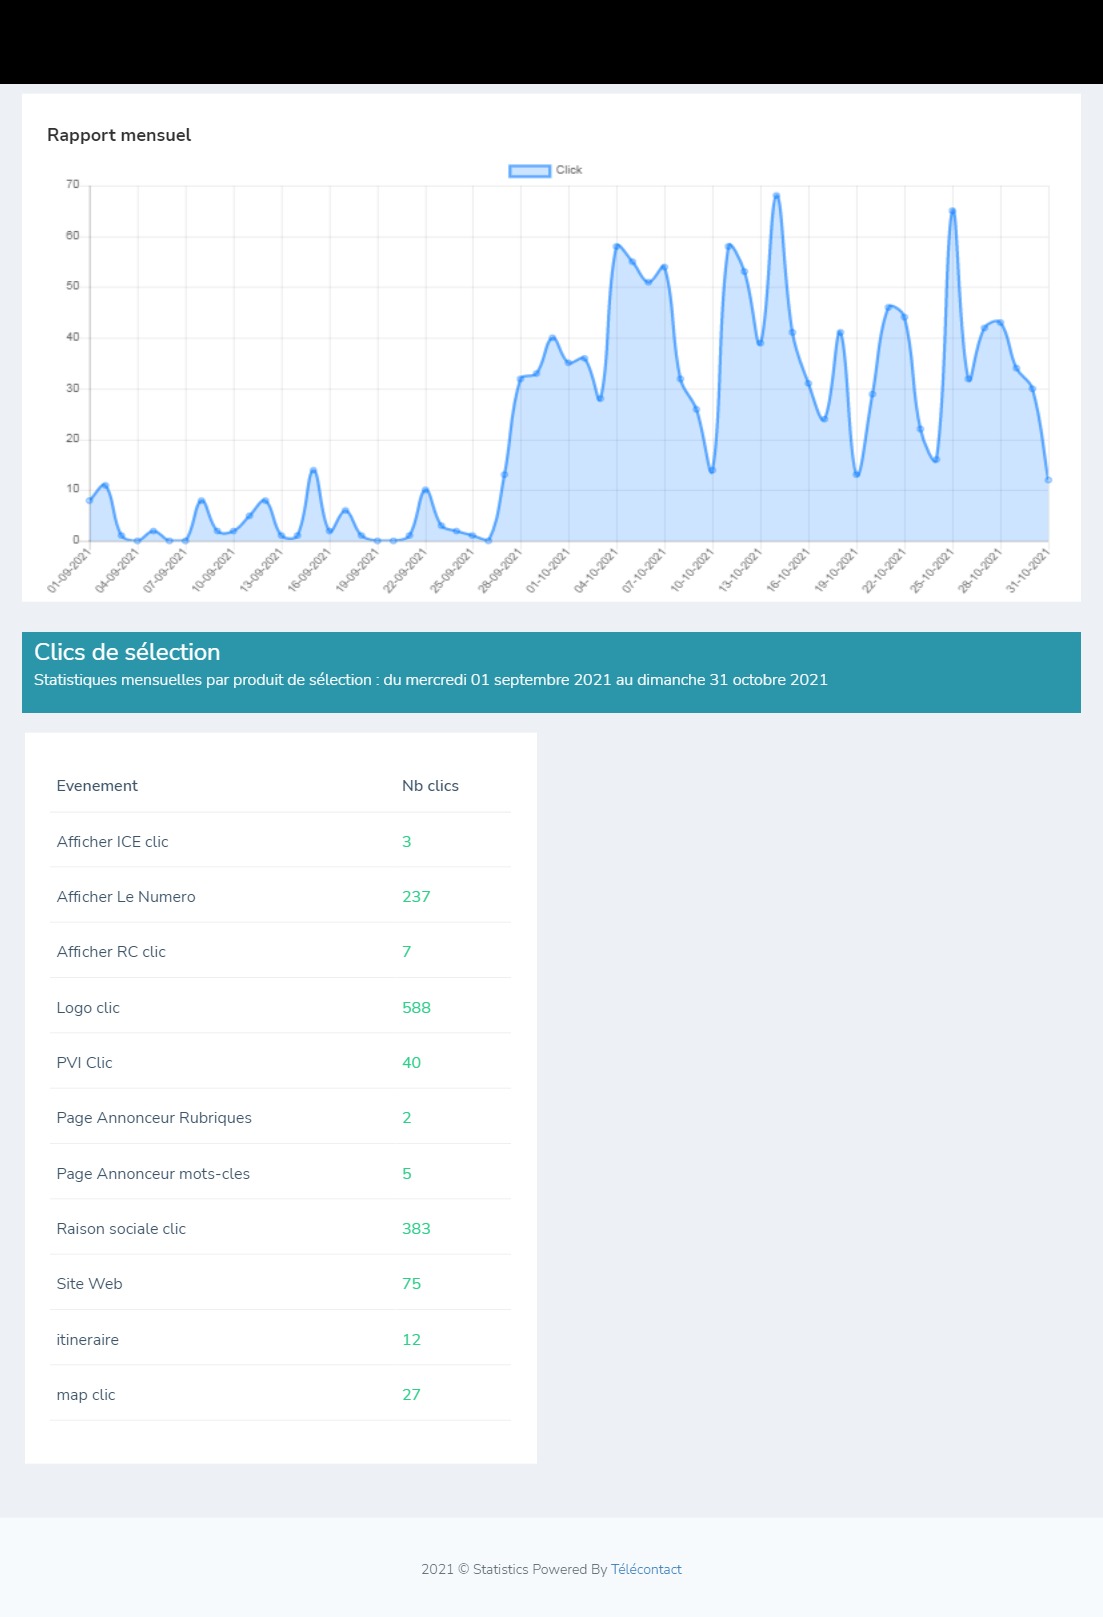 Rapport mensuel
Click
70
60
50
40
30
20
10
0
01-09-2021 04-09-2021 07-09-2021 10-09-2021 13-09-2021 16-09-2021 19-09-2021 22-09-2021 25-09-2021 28-09-2021 01-10-2021 04-10-2021 07-10-2021 10-10-2021 13-10-2021 16-10-2021 19-10-2021 22-10-2021 25-10-2021 28-10-2021 31-10-2021
Clics de sélection
Statistiques mensuelles par produit de sélection : du mercredi 01 septembre 2021 au dimanche 31 octobre 2021
Evenement Nb clics
Afficher ICE clic 3
Afficher Le Numero 237
Afficher RC clic 7
Logo clic 588
PVI Clic 40
Page Annonceur Rubriques 2
Page Annonceur mots-cles 5
Raison sociale clic 383
Site Web 75
itineraire 12
map clic 27
2021 © Statistics Powered By Télécontact